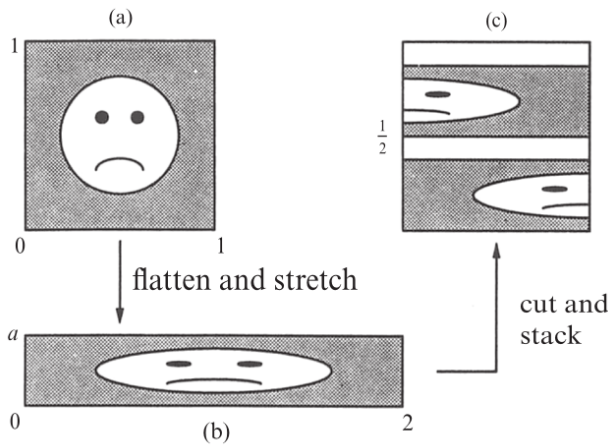 (a)
(c)
1
0
1
1/2
flatten and stretch
a
0
2
(b)
cut and
stack